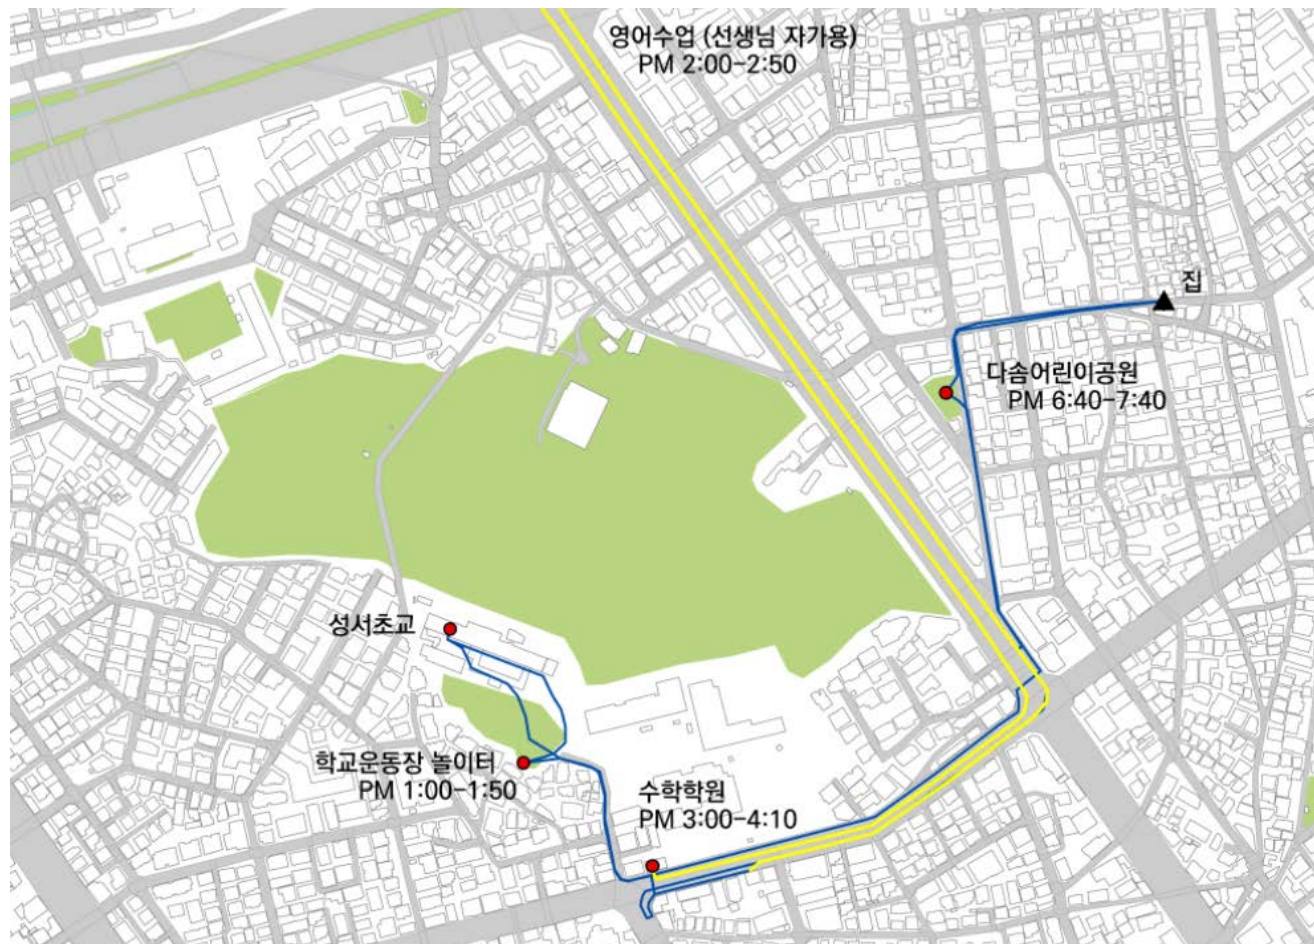 영어수업 (선생님 자가용)
PM 2:00-2:50
집
다솜어린이공원
PM 6:40-7:40
성서초교
학교운동장 놀이터
PM 1:00-1:50
수학학원
PM 3:00-4:10